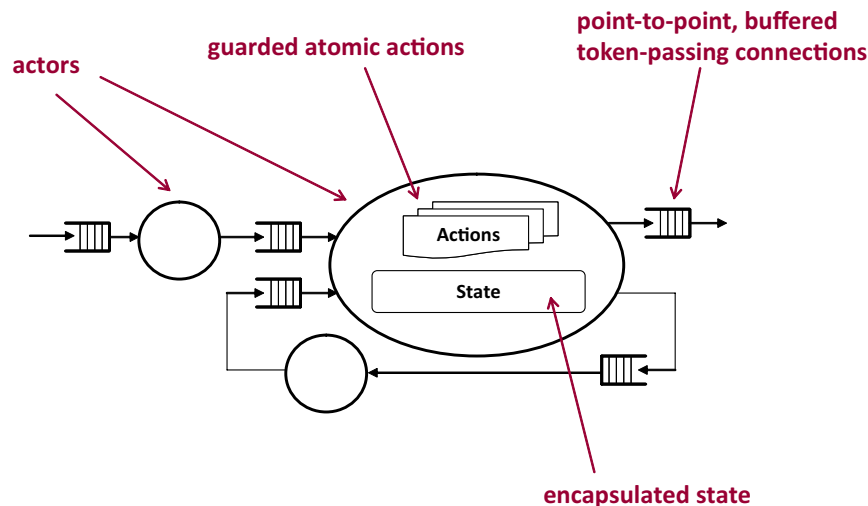 point-to-point, buffered
token-passing connections
guarded atomic actions
actors
Actions
State
encapsulated state